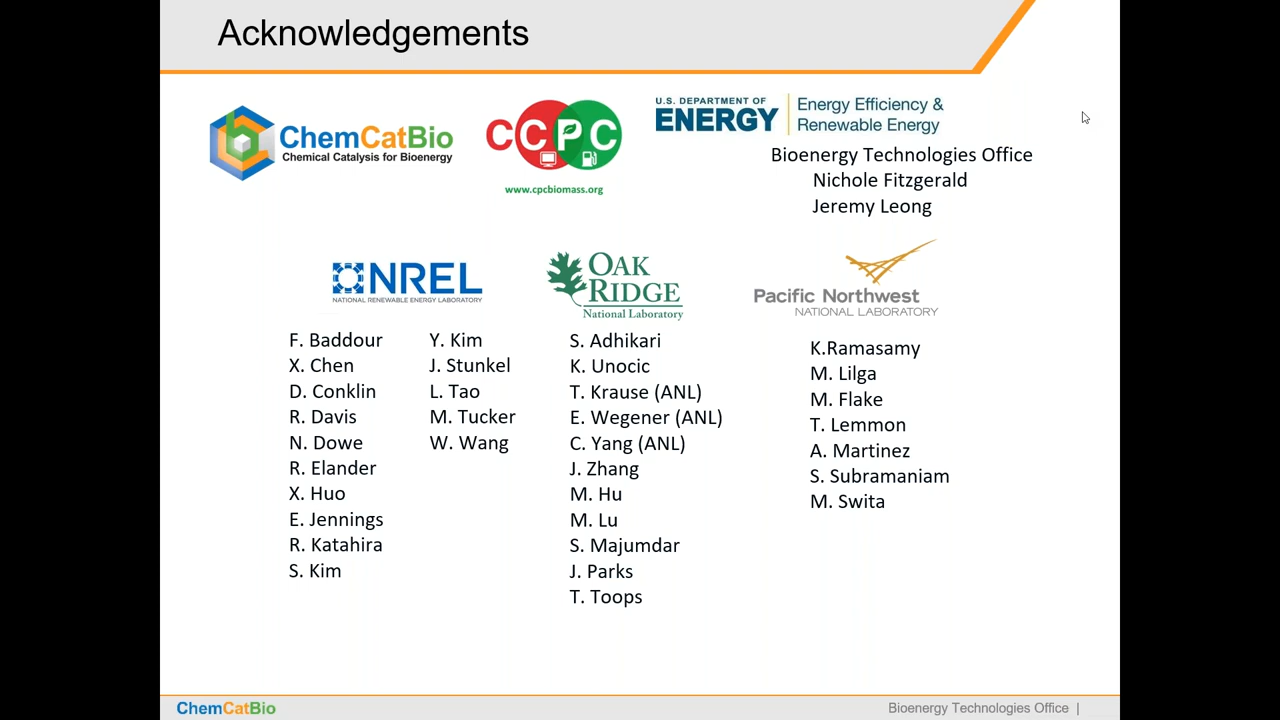 Acknowledgements
ChemCatBio
Chemical Catalysis for Bioenergy
CCPC
www.cpcbiomass.org
U.S. DEPARTMENT OF
ENERGY
Energy Efficiency &
Renewable Energy
Bioenergy Technologies Office
Nichole Fitzgerald
Jeremy Leong
NREL
NATIONAL RENEWABLE ENERGY LABORATORY
F. Baddour
X. Chen
D. Conklin
R. Davis
N. Dowe
R. Elander
X. Huo
E. Jennings
R. Katahira
S. Kim
Y. Kim
J. Stunkel
L. Tao
M. Tucker
W. Wang
OAK
RIDGE
National Laboratory
S. Adhikari
K. Unocic
T. Krause (ANL)
E. Wegener (ANL)
C. Yang (ANL)
J. Zhang
M. Hu
M. Lu
S. Majumdar
J. Parks
T. Toops
Pacific Northwest
NATIONAL LABORATORY
K.Ramasamy
M. Lilga
M. Flake
T. Lemmon
A. Martinez
S. Subramaniam
M. Swita
ChemCatBio
Bioenergy Technologies Office |